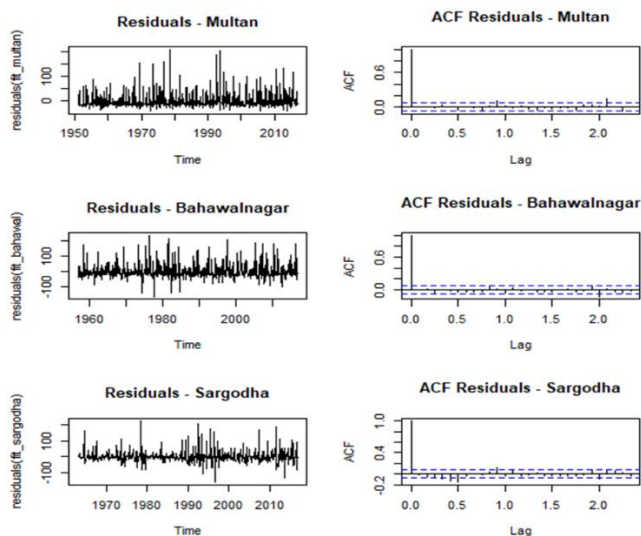 Residuals - Multan
residuals(fit_multan)
0 100
1950 1960 1970 1980 1990 2000 2010
Time
ACF Residuals - Multan
ACF
0.0 0.6
0.0 0.5 1.0 1.5 2.0
Lag
Residuals - Bahawalnagar
residuals(fit_bahawal)
-100 100
1960 1980 2000
Time
ACF Residuals - Bahawalnagar
ACF
0.0 0.6
0.0 0.5 1.0 1.5 2.0
Lag
Residuals - Sargodha
residuals(fit_sargodha)
-100 100
1970 1980 1990 2000 2010
Time
ACF Residuals - Sargodha
ACF
-0.2 0.4 1.0
0.0 0.5 1.0 1.5 2.0
Lag